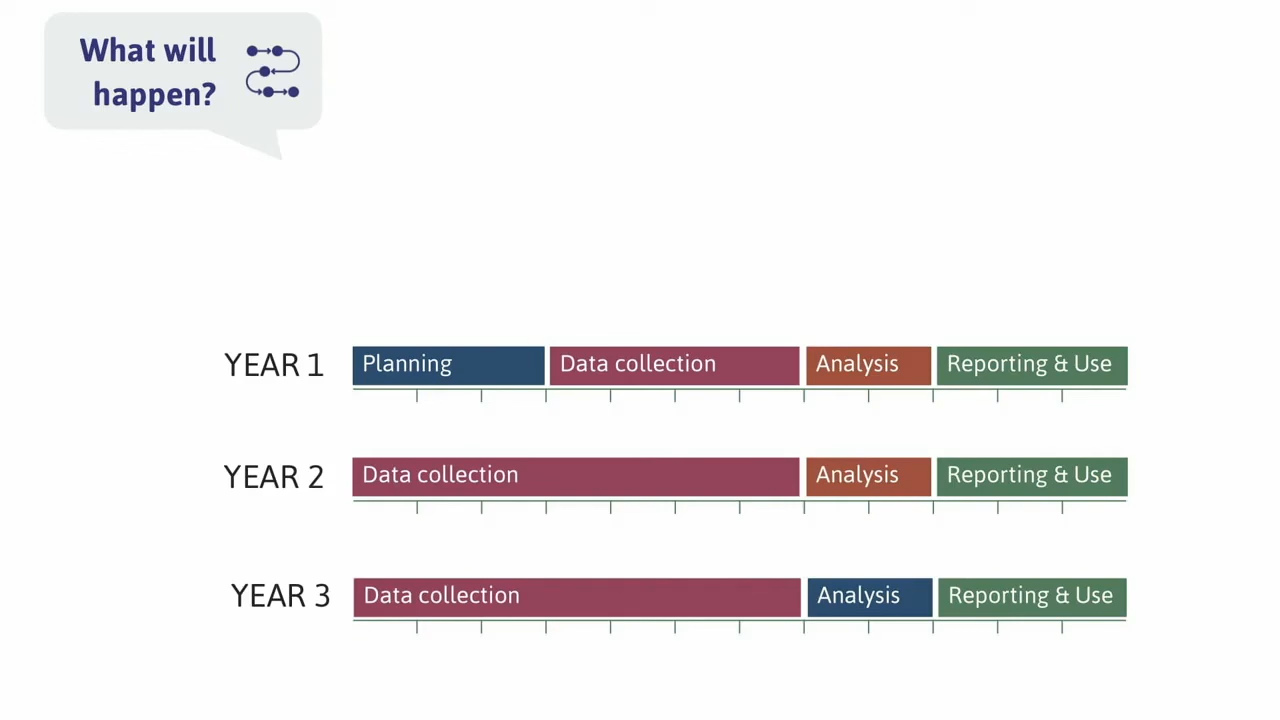 What will
happen?
YEAR 1 Planning Data collection Analysis Reporting & Use
YEAR 2 Data collection Analysis Reporting & Use
YEAR 3 Data collection Analysis Reporting & Use